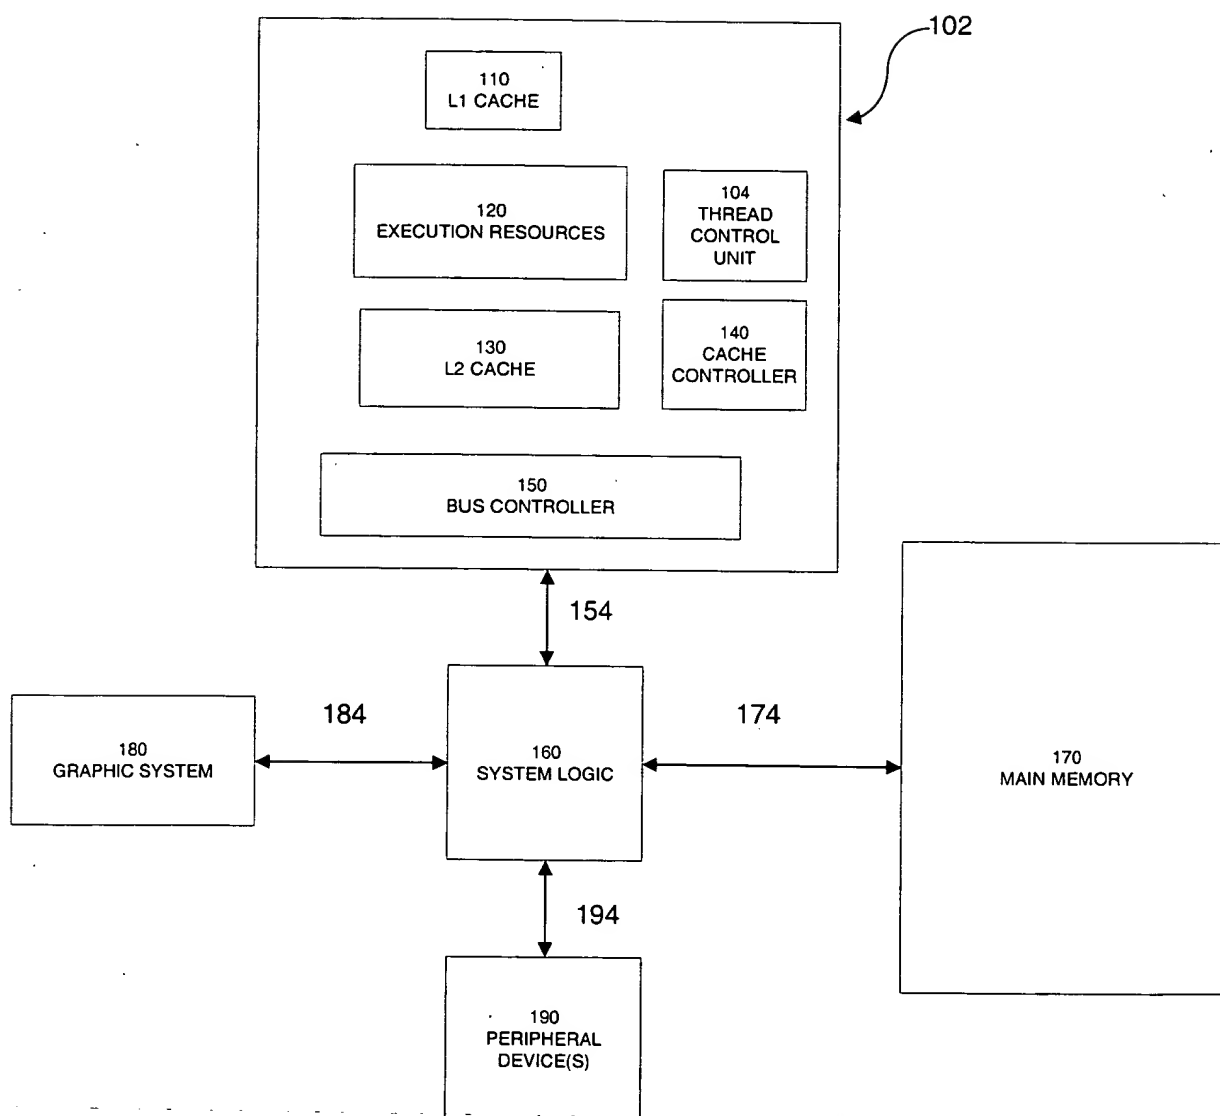 102
110
L1 CACHE
120
EXECUTION RESOURCES
104
THREAD
CONTROL
UNIT
130
L2 CACHE
140
CACHE
CONTROLLER
150
BUS CONTROLLER
154
184
174
180
GRAPHIC SYSTEM
160
SYSTEM LOGIC
170
MAIN MEMORY
194
190
PERIPHERAL
DEVICE(S)